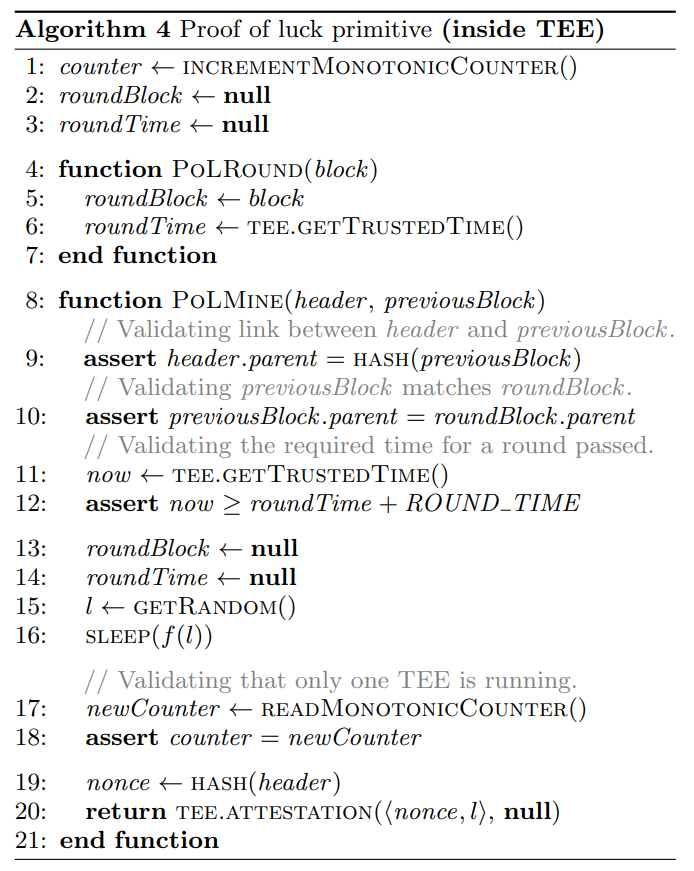 Algorithm 4 Proof of luck primitive (inside TEE)
1: counter ← INCREMENTMONOTONICCOUNTER()
2: roundBlock ← null
3: roundTime ← null
4: function POLROUND(block)
5: roundBlock ← block
6: roundTime ← TEE.GETTRUSTEDTIME()
7: end function
8: function POLMINE(header, previousBlock)
// Validating link between header and previousBlock.
9: assert header.parent = HASH(previousBlock)
// Validating previousBlock matches roundBlock.
10: assert previousBlock.parent = roundBlock.parent
// Validating the required time for a round passed.
11: now ← TEE.GETTRUSTEDTIME()
12: assert now ≥ roundTime + ROUND_TIME
13: roundBlock ← null
14: roundTime ← null
15: l ← GETRANDOM()
16: SLEEP(f(l))
// Validating that only one TEE is running.
17: newCounter ← READMONOTONICCOUNTER()
18: assert counter = newCounter
19: nonce ← HASH(header)
20: return TEE.ATTESTATION(⟨nonce, l⟩, null)
21: end function